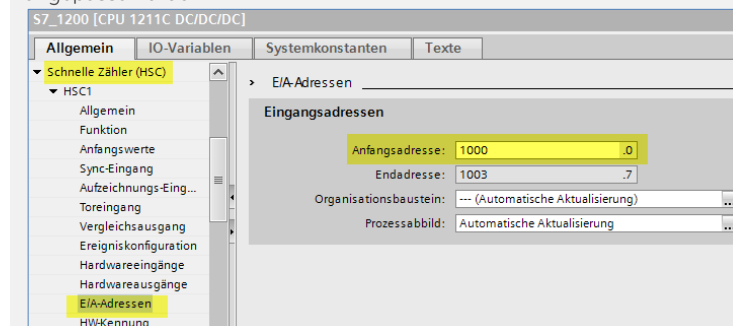 S7_1200 [CPU 1211C DC/DC/DC]
Allgemein IO-Variablen Systemkonstanten Texte
Schnelle Zähler (HSC)
HSC1
Allgemein
Funktion
Anfangswerte
Sync-Eingang
Aufzeichnungs-Eing...
Toreingang
Vergleichsausgang
Ereigniskonfiguration
Hardwareeingänge
Hardwareausgänge
E/A-Adressen
HW-Kennung
E/A-Adressen
Eingangsadressen
Anfangsadresse: 1000 .0
Endadresse: 1003 .7
Organisationsbaustein: --- (Automatische Aktualisierung) ...
Prozessabbild: Automatische Aktualisierung ...